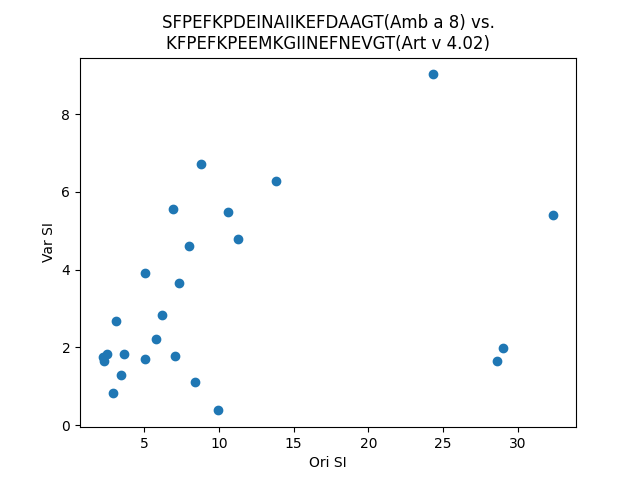 SFPEFKPDEINAIIKEFDAAGT(Amb a 8) vs.
KFPEFKPEEMKGIINEFNEVGT(Art v 4.02)
8
6
4
2
0
Var SI
5
10
15
20
25
30
Ori SI